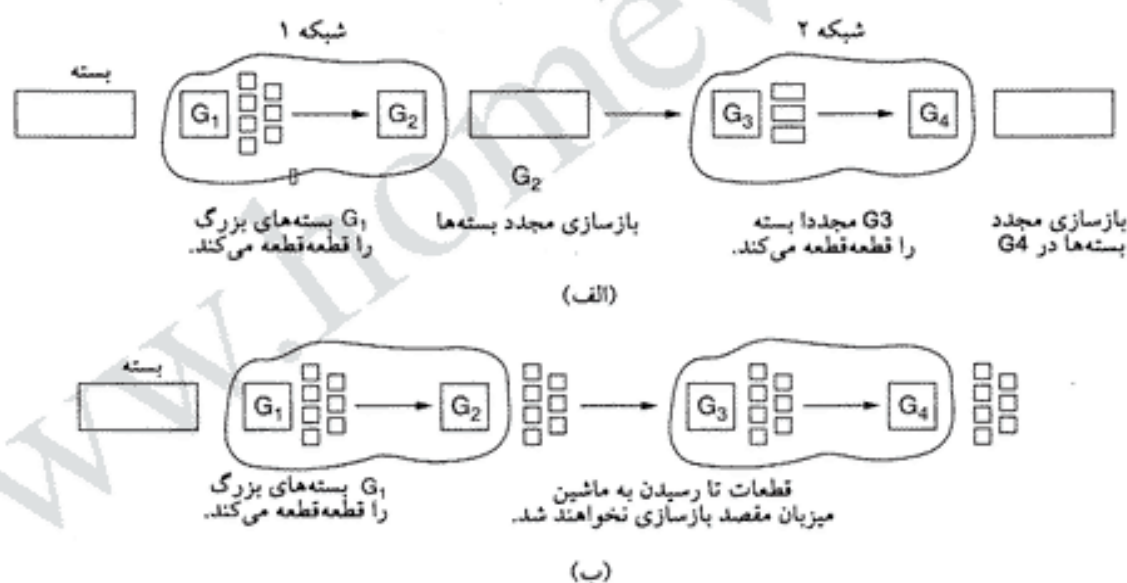 شبکه ۱
شبکه ۲
بسته
G₁
G₂
G₃
G₄
G₂
G₁ بسته‌های بزرگ
را قطعه‌قطعه می‌کند.
بازسازی مجدد بسته‌ها
G3 مجددا بسته
را قطعه‌قطعه می‌کند.
بازسازی مجدد
بسته‌ها در G4
(الف)
بسته
G₁
G₂
G₃
G₄
G₁ بسته‌های بزرگ
را قطعه‌قطعه می‌کند.
قطعات تا رسیدن به ماشین
میزبان مقصد بازسازی نخواهند شد.
(ب)
www.home